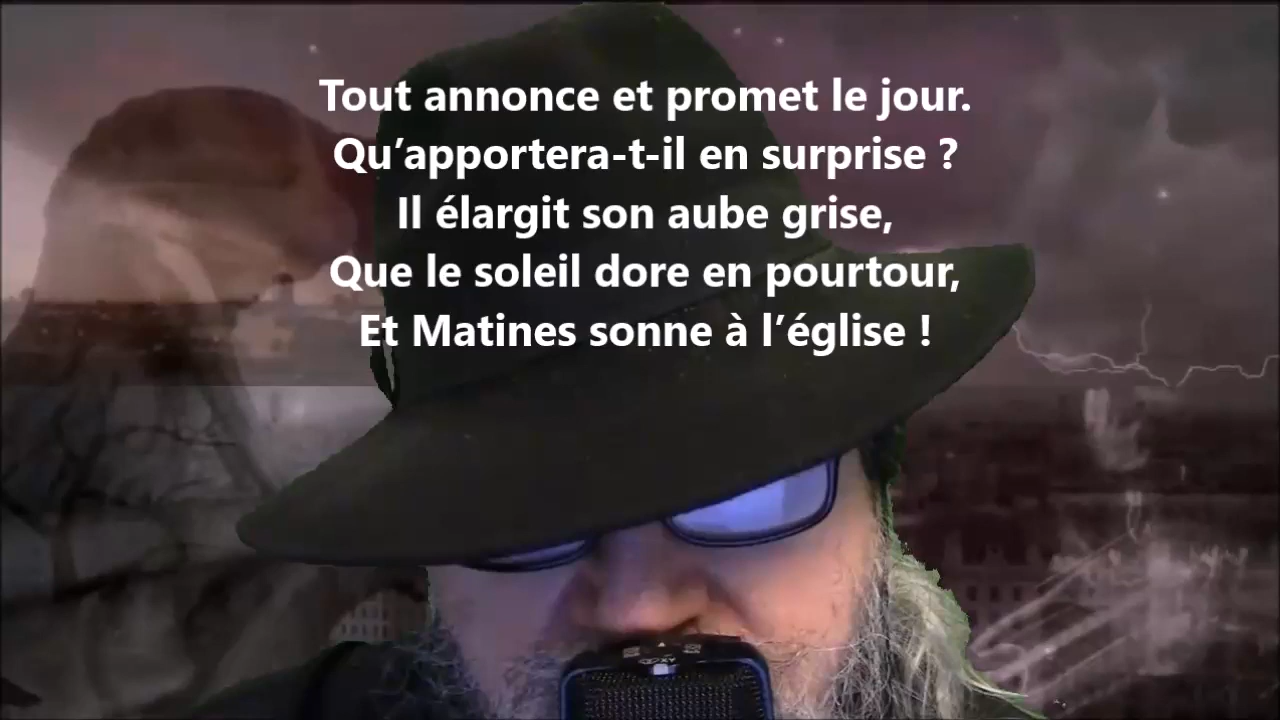 Tout annonce et promet le jour.
Qu’apportera-t-il en surprise ?
Il élargit son aube grise,
Que le soleil dore en pourtour,
Et Matines sonne à l’église !
XY